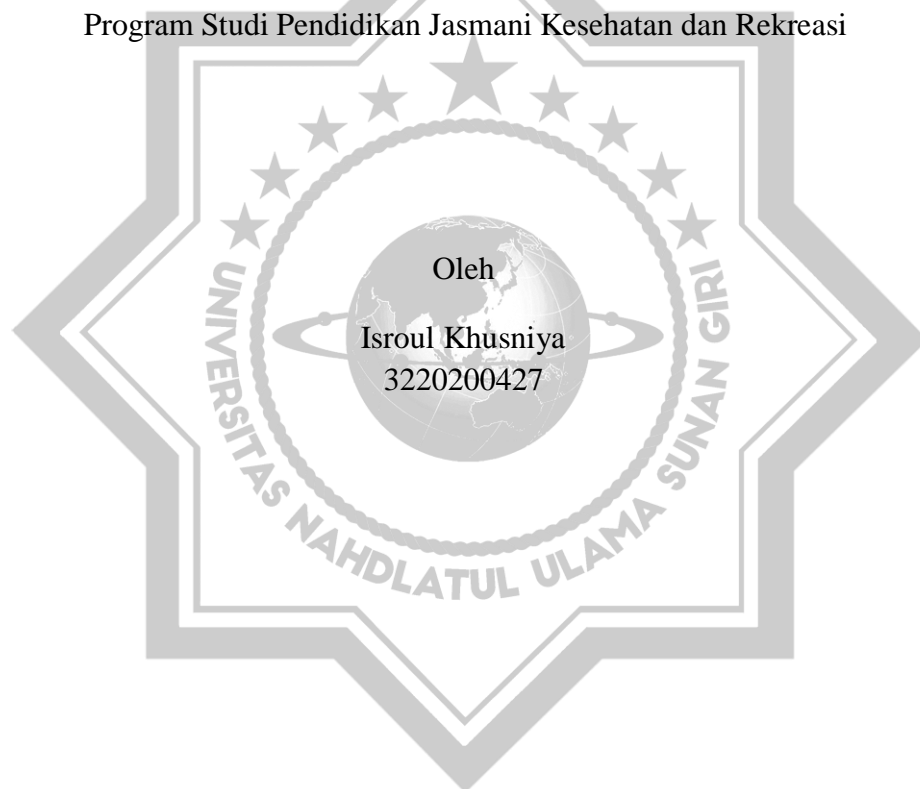 Program Studi Pendidikan Jasmani Kesehatan dan Rekreasi
Oleh
Isroul Khusniya
3220200427
UNIVERSITAS NAHDLATUL ULAMA SUNAN GIRI